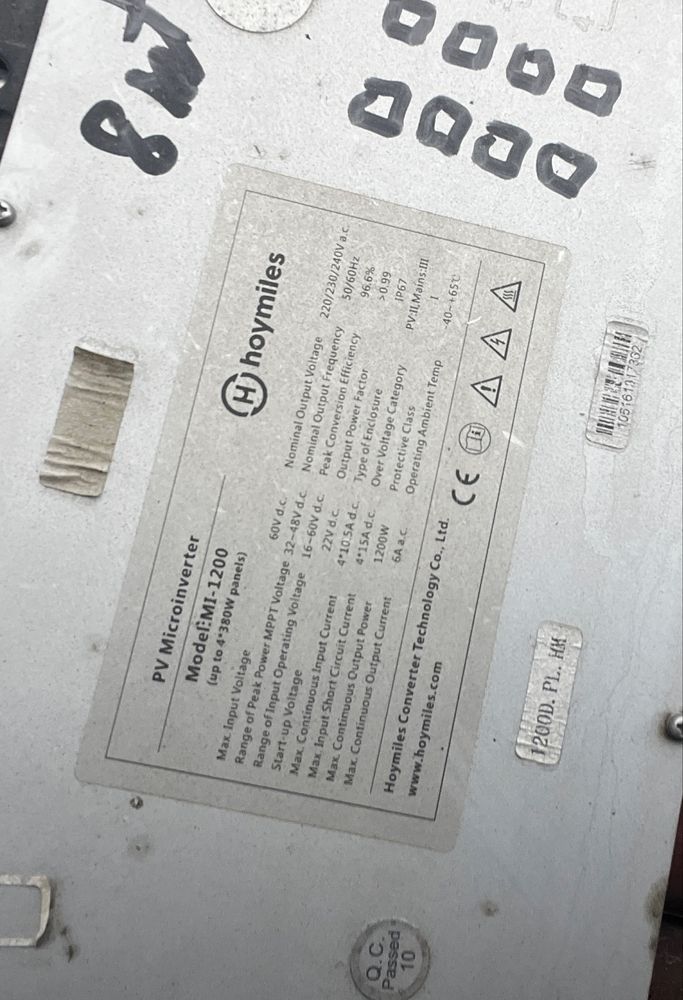 hoymiles
PV Microinverter
Model:MI-1200
(up to 4*380W panels)
Max. Input Voltage 60V d.c.
Range of Peak Power MPPT Voltage 32~48V d.c.
Range of Input Operating Voltage 16~60V d.c.
Start-up Voltage 22V d.c.
Max. Continuous Input Current 4*10.5A d.c.
Max. Input Short Circuit Current 4*15A d.c.
Max. Continuous Output Power 1200W
Max. Continuous Output Current 6A a.c.
Nominal Output Voltage 220/230/240V a.c.
Nominal Output Frequency 50/60Hz
Peak Conversion Efficiency 96.6%
Output Power Factor >0.99
Type of Enclosure IP67
Over Voltage Category PV:II,Mains:III
Protective Class I
Operating Ambient Temp -40~+65℃
Hoymiles Converter Technology Co., Ltd.
www.hoymiles.com
CE
1200D. PL. HM
Q.C.
Passed
10